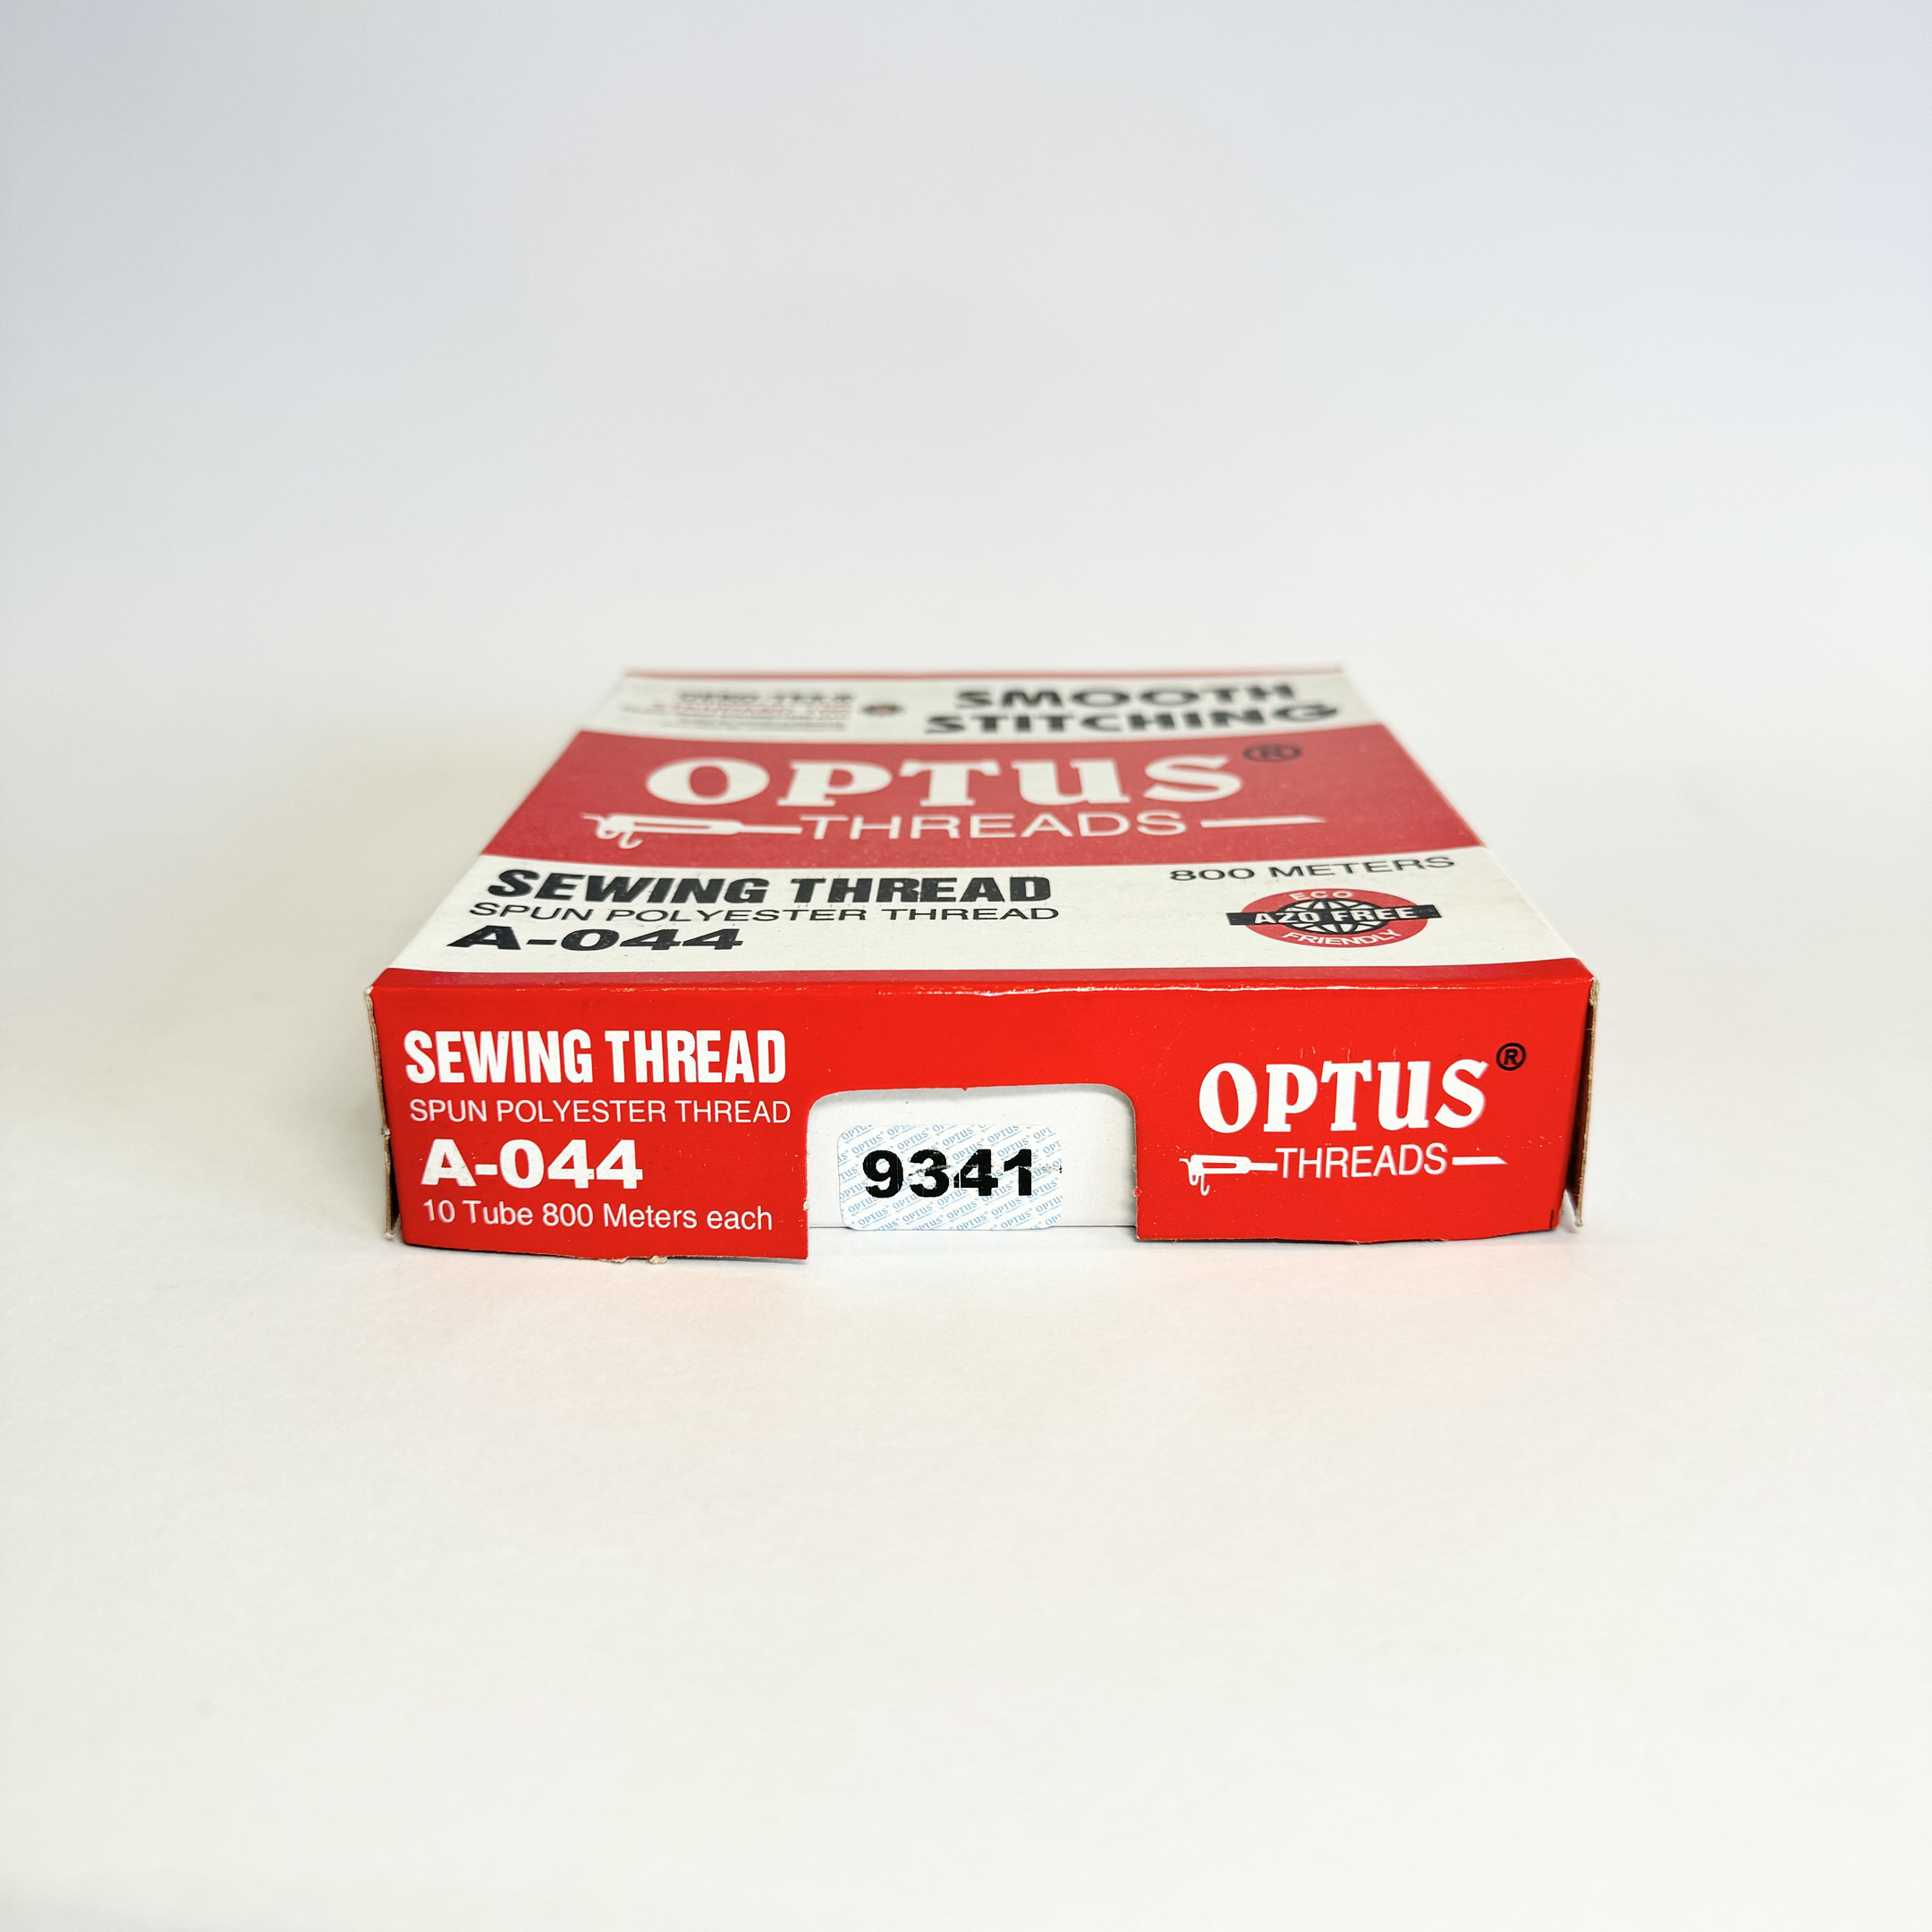 SMOOTH
STITCHING
OPTUS®
THREADS
SEWING THREAD
SPUN POLYESTER THREAD
A-044
800 METERS
ECO
AZO FREE
FRIENDLY
SEWING THREAD
SPUN POLYESTER THREAD
A-044
10 Tube 800 Meters each
9341
OPTUS®
THREADS